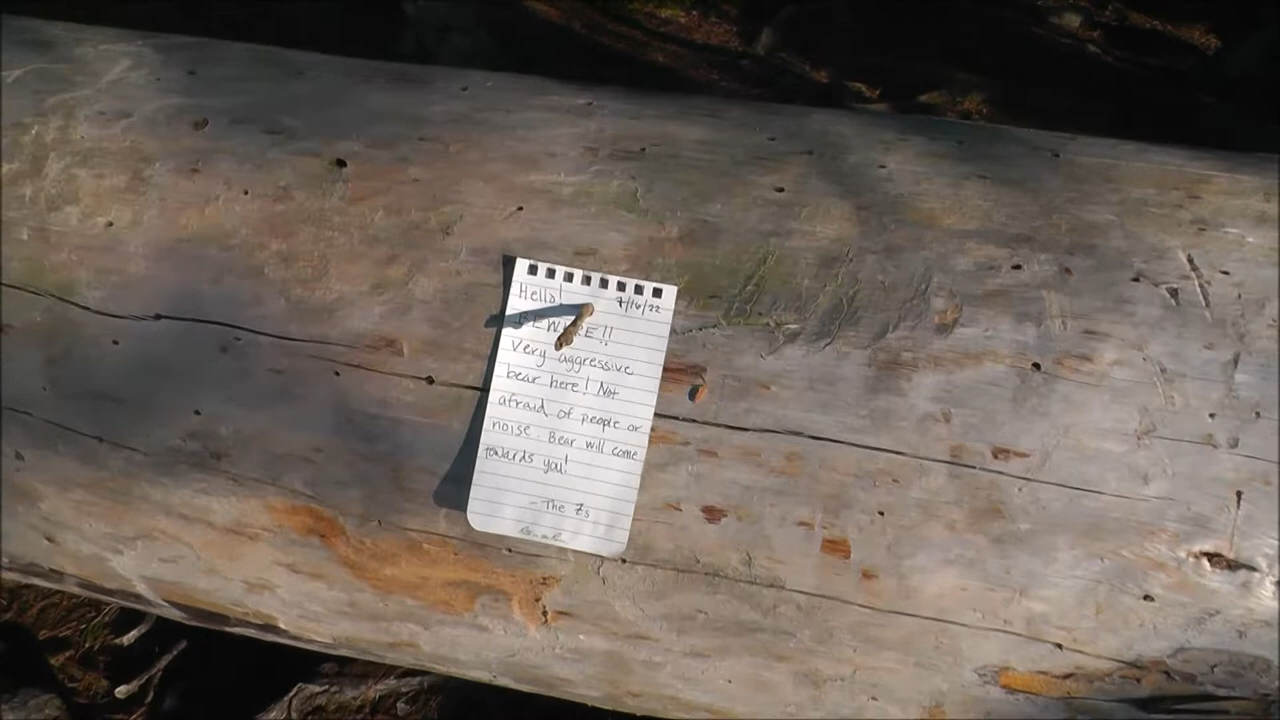 Hello!
7/16/22
BEWARE!!
Very aggressive
bear here! Not
afraid of people or
noise. Bear will come
towards you!
- The Zs